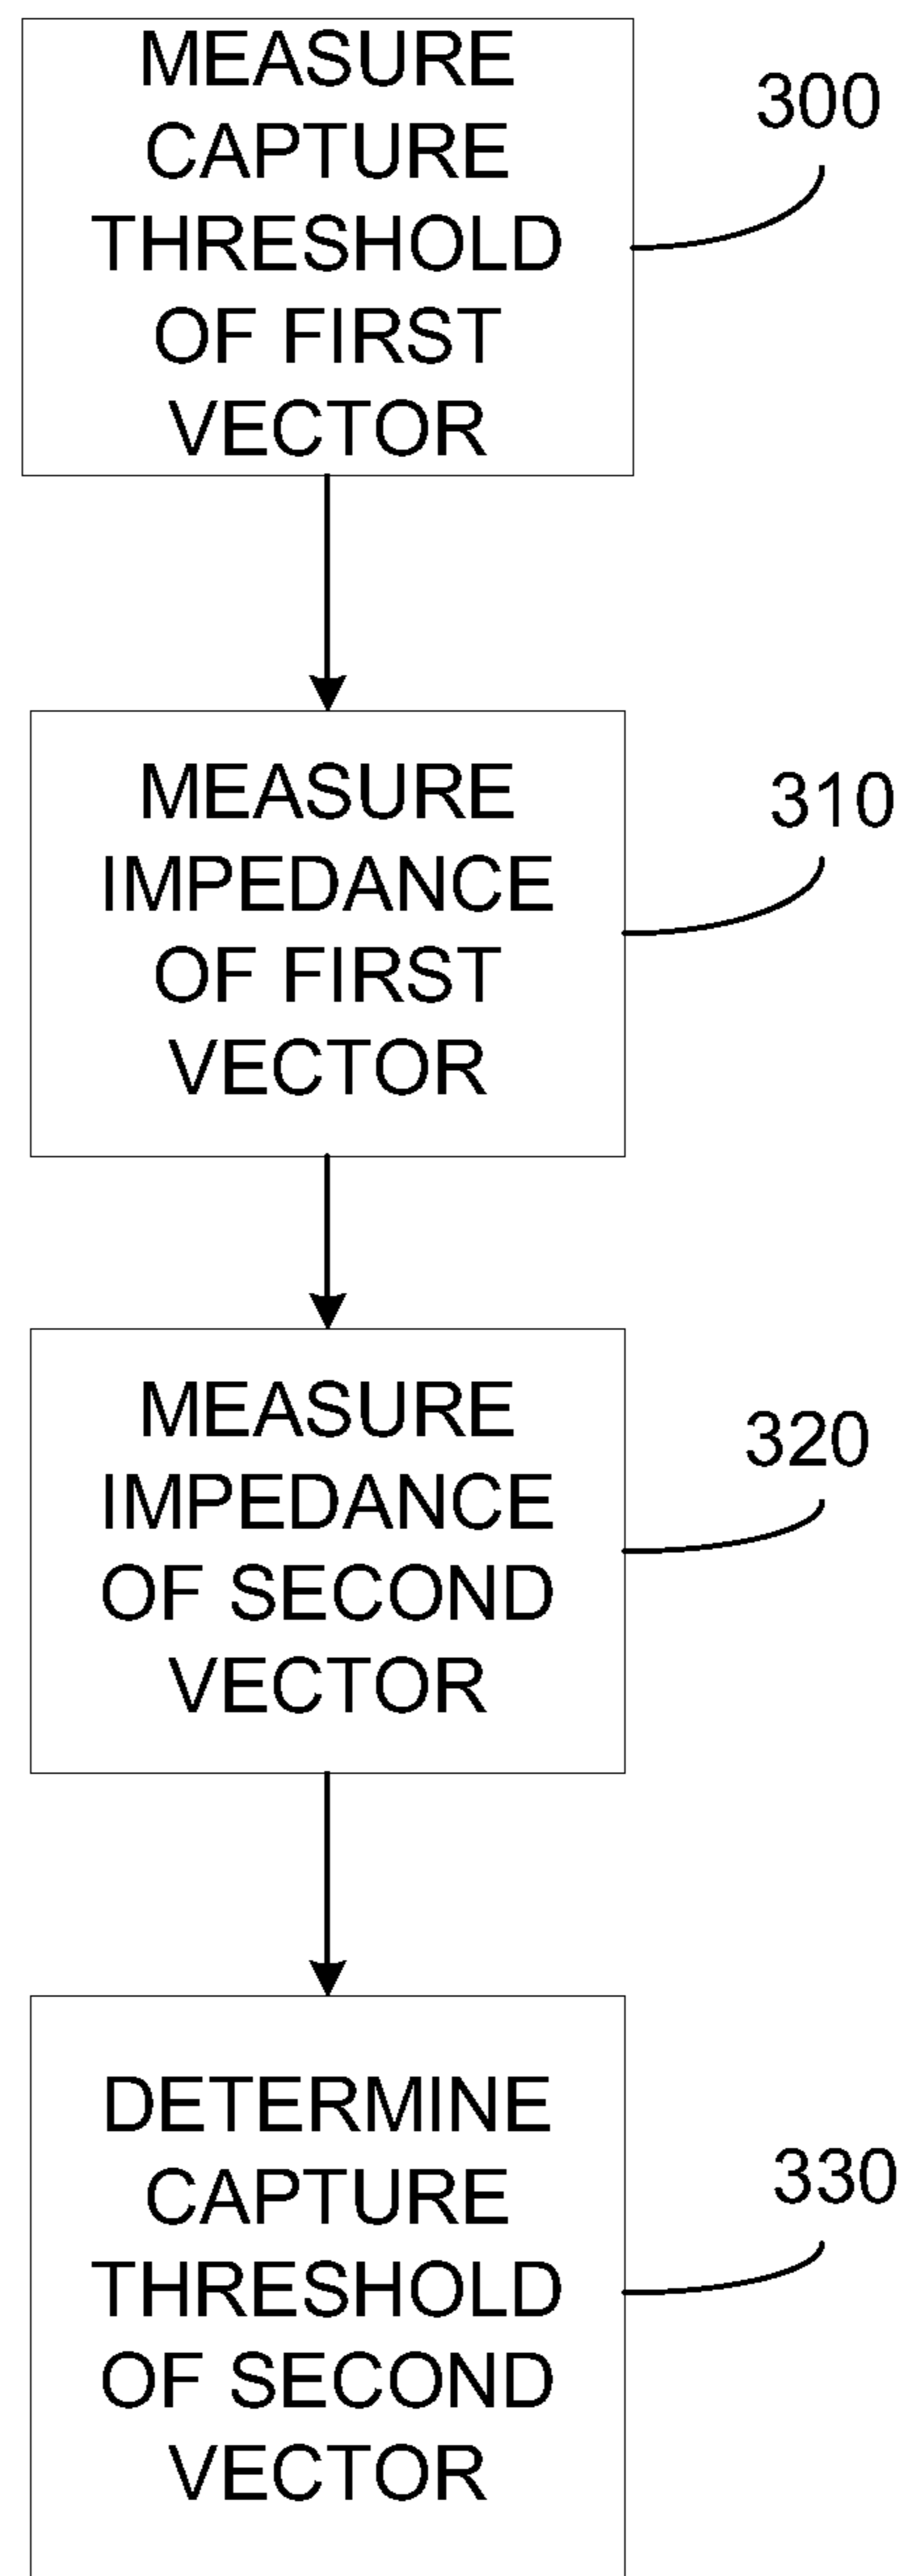 MEASURE
CAPTURE
THRESHOLD
OF FIRST
VECTOR
300
MEASURE
IMPEDANCE
OF FIRST
VECTOR
310
MEASURE
IMPEDANCE
OF SECOND
VECTOR
320
DETERMINE
CAPTURE
THRESHOLD
OF SECOND
VECTOR
330